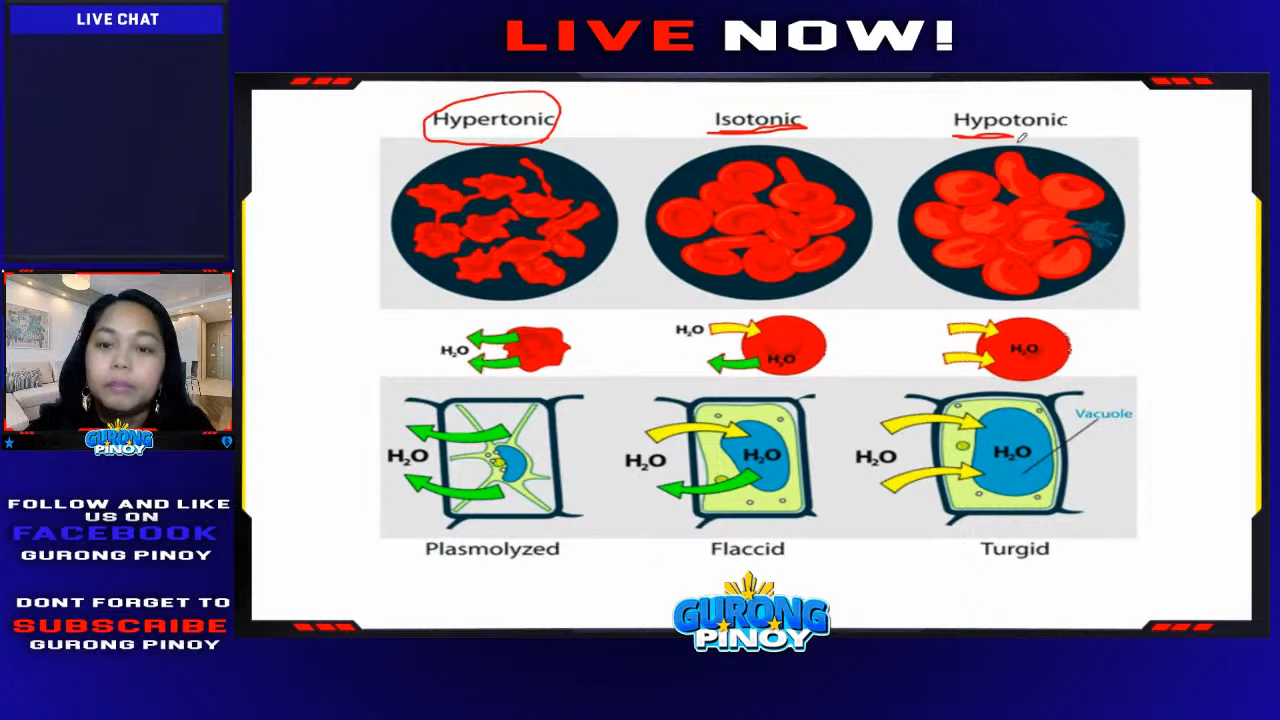 LIVE CHAT
LIVE NOW!
Hypertonic
Isotonic
Hypotonic
H₂O
H₂O
H₂O
H₂O
H₂O
H₂O
H₂O
H₂O
H₂O
Vacuole
Plasmolyzed
Flaccid
Turgid
GURONG
PINOY
GURONG
PINOY
FOLLOW AND LIKE
US ON
FACEBOOK
GURONG PINOY
DONT FORGET TO
SUBSCRIBE
GURONG PINOY